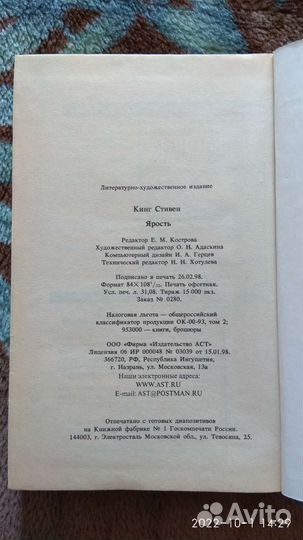 Литературно-художественное издание
Кинг Стивен
Ярость
Редактор Е. М. Кострова
Художественный редактор О. Н. Адаскина
Компьютерный дизайн И. А. Герцев
Технический редактор Н. Н. Хотулева
Подписано в печать 26.02.98.
Формат 84×108¹/₃₂. Печать офсетная.
Усл. печ. л. 31,08. Тираж 15 000 экз.
Заказ № 0280.
Налоговая льгота — общероссийский
классификатор продукции ОК-00-93, том 2;
953000 — книги, брошюры
ООО «Фирма «Издательство АСТ»
Лицензия 06 ИР 000048 № 03039 от 15.01.98.
366720, РФ, Республика Ингушетия,
г. Назрань, ул. Московская, 13а
Наши электронные адреса:
WWW.AST.RU
E-mail: AST@POSTMAN.RU
Отпечатано с готовых диапозитивов
на Книжной фабрике № 1 Госкомпечати России.
144003, г. Электросталь Московской обл., ул. Тевосяна, 25.
2022-10-1 14:29
Avito